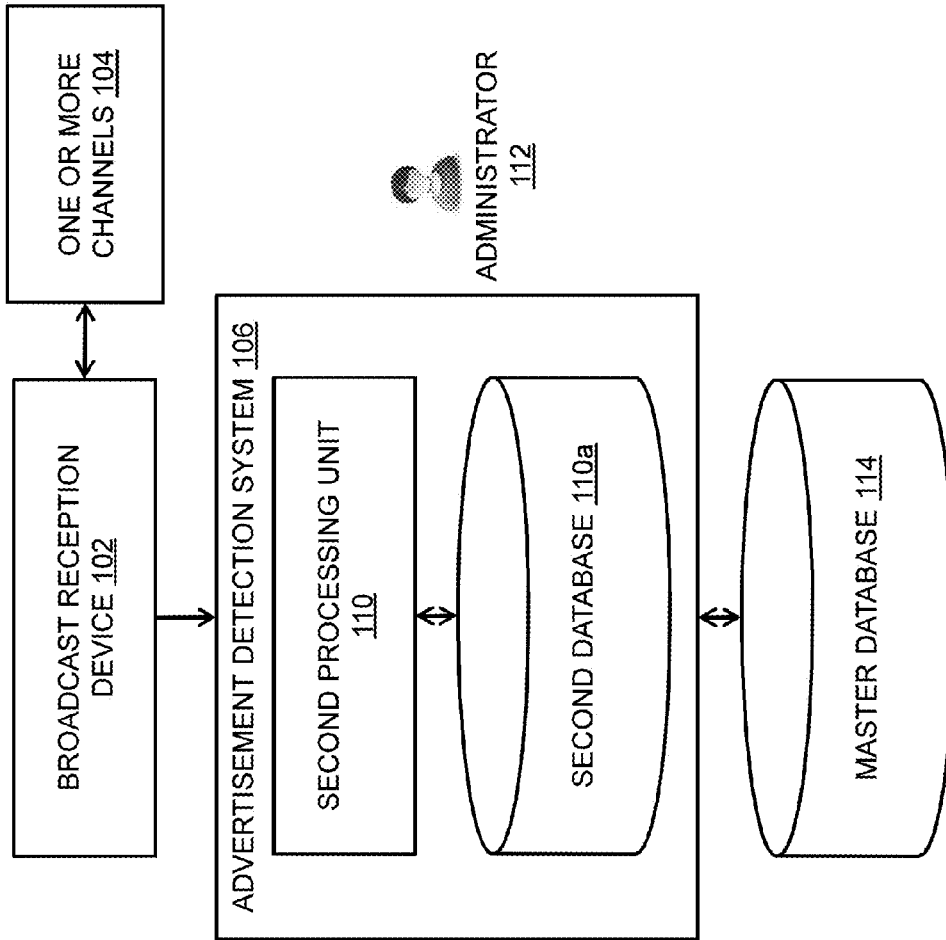 BROADCAST RECEPTION
DEVICE 102
ONE OR MORE
CHANNELS 104
ADVERTISEMENT DETECTION SYSTEM 106
SECOND PROCESSING UNIT
110
SECOND DATABASE 110a
ADMINISTRATOR
112
MASTER DATABASE 114